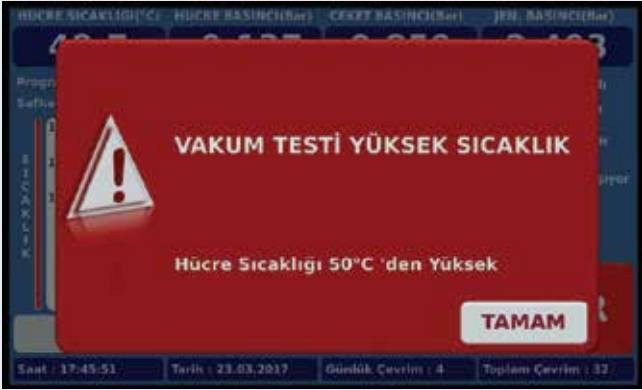 HÜCRE SICAKLIĞI(°C) HÜCRE BASINCI(Bar) CEKET BASINCI(Bar) JEN. BASINCI(Bar)
VAKUM TESTİ YÜKSEK SICAKLIK
SICAKLIK
Hücre Sıcaklığı 50°C 'den Yüksek
TAMAM
Saat : 17:45:51 Tarih : 23.03.2017 Günlük Çevrim : 4 Toplam Çevrim : 32